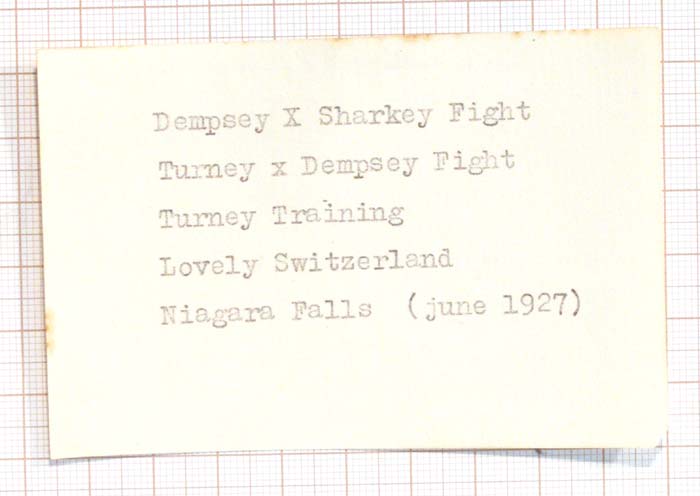 Dempsey X Sharkey Fight
Turney x Dempsey Fight
Turney Training
Lovely Switzerland
Niagara Falls (june 1927)